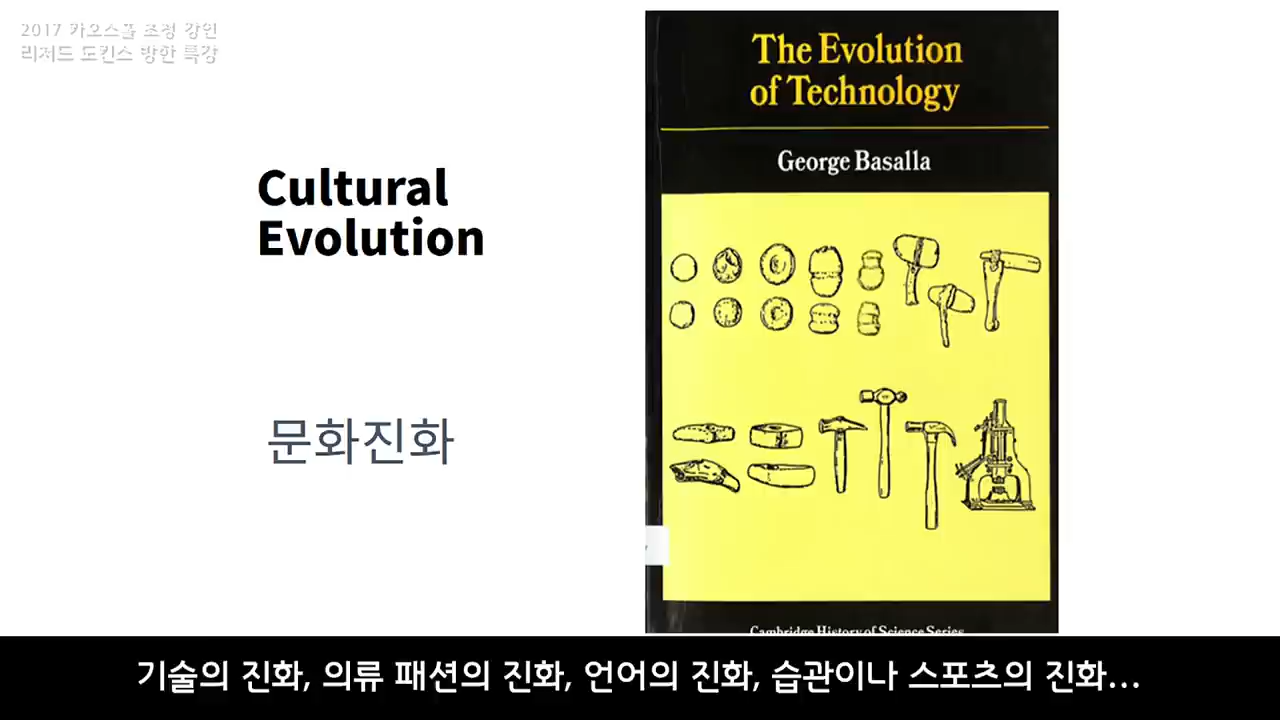 2017 카오스홀 초청 강연
리처드 도킨스 방한 특강
The Evolution
of Technology
George Basalla
Cultural
Evolution
문화진화
Cambridge History of Science Series
기술의 진화, 의류 패션의 진화, 언어의 진화, 습관이나 스포츠의 진화...